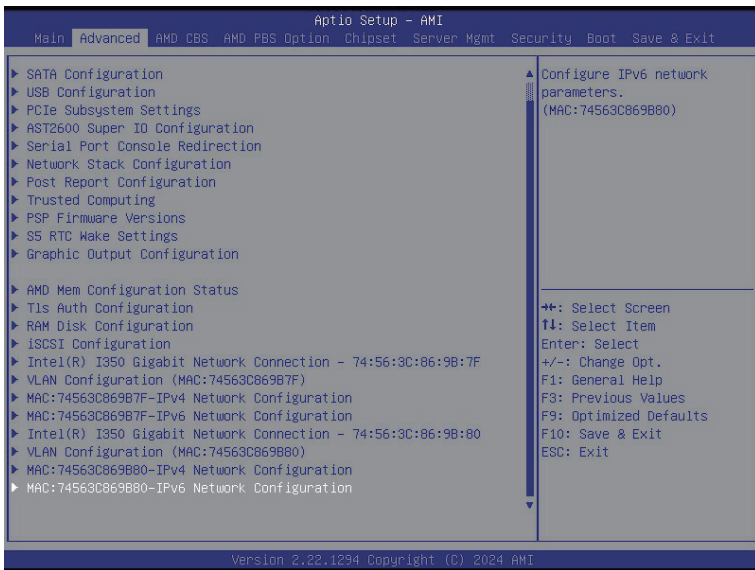 Aptio Setup – AMI
Main Advanced AMD CBS AMD PBS Option Chipset Server Mgmt Security Boot Save & Exit
▶ SATA Configuration
▶ USB Configuration
▶ PCIe Subsystem Settings
▶ AST2600 Super IO Configuration
▶ Serial Port Console Redirection
▶ Network Stack Configuration
▶ Post Report Configuration
▶ Trusted Computing
▶ PSP Firmware Versions
▶ S5 RTC Wake Settings
▶ Graphic Output Configuration
▶ AMD Mem Configuration Status
▶ Tls Auth Configuration
▶ RAM Disk Configuration
▶ iSCSI Configuration
▶ Intel(R) I350 Gigabit Network Connection – 74:56:3C:86:9B:7F
▶ VLAN Configuration (MAC:74563C869B7F)
▶ MAC:74563C869B7F-IPv4 Network Configuration
▶ MAC:74563C869B7F-IPv6 Network Configuration
▶ Intel(R) I350 Gigabit Network Connection – 74:56:3C:86:9B:80
▶ VLAN Configuration (MAC:74563C869B80)
▶ MAC:74563C869B80-IPv4 Network Configuration
▶ MAC:74563C869B80-IPv6 Network Configuration
Configure IPv6 network
parameters.
(MAC:74563C869B80)
→←: Select Screen
↑↓: Select Item
Enter: Select
+/-: Change Opt.
F1: General Help
F3: Previous Values
F9: Optimized Defaults
F10: Save & Exit
ESC: Exit
Version 2.22.1294 Copyright (C) 2024 AMI